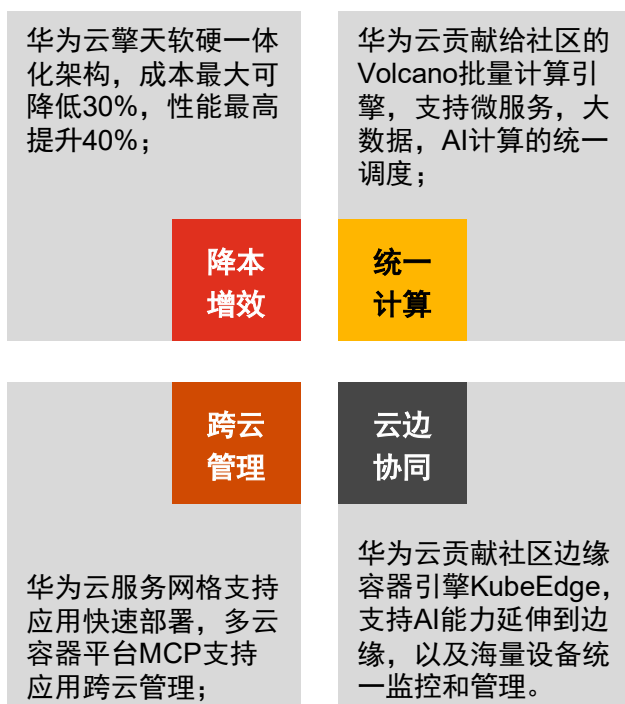 华为云擎天软硬一体
化架构，成本最大可
降低30%，性能最高
提升40%；
降本
增效
华为云贡献给社区的
Volcano批量计算引
擎，支持微服务，大
数据，AI计算的统一
调度；
统一
计算
跨云
管理
华为云服务网格支持
应用快速部署，多云
容器平台MCP支持
应用跨云管理；
云边
协同
华为云贡献社区边缘
容器引擎KubeEdge，
支持AI能力延伸到边
缘，以及海量设备统
一监控和管理。